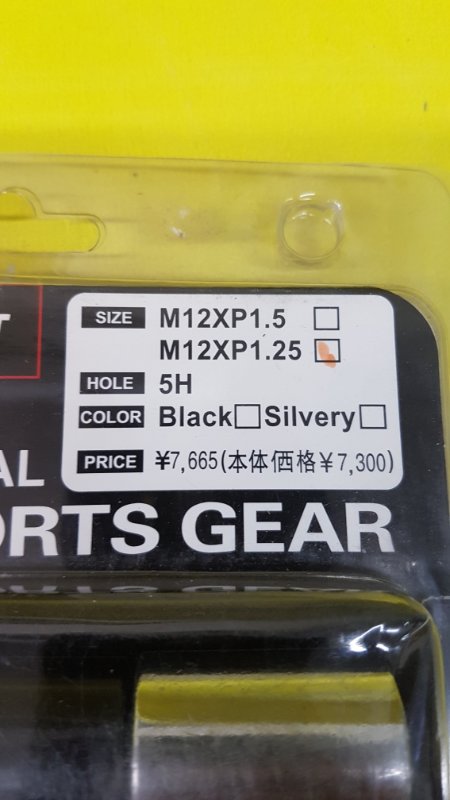 T
SIZE M12XP1.5 □
M12XP1.25 □
HOLE 5H
COLOR Black□Silvery□
PRICE ¥7,665(本体価格¥7,300)
AL
ORTS GEAR